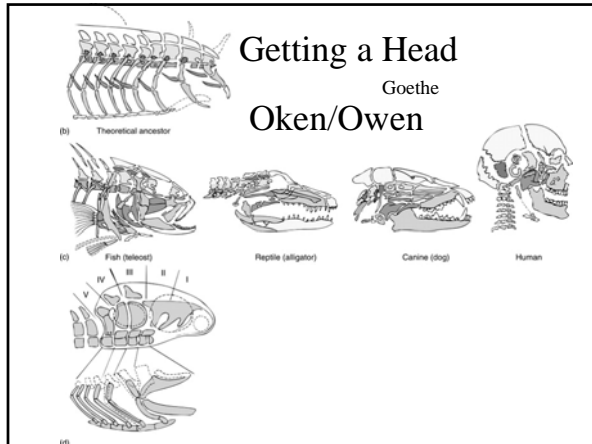 Getting a Head
Goethe
Oken/Owen
(b) Theoretical ancestor
(c) Fish (teleost) Reptile (alligator) Canine (dog) Human
V IV III II I
(d)